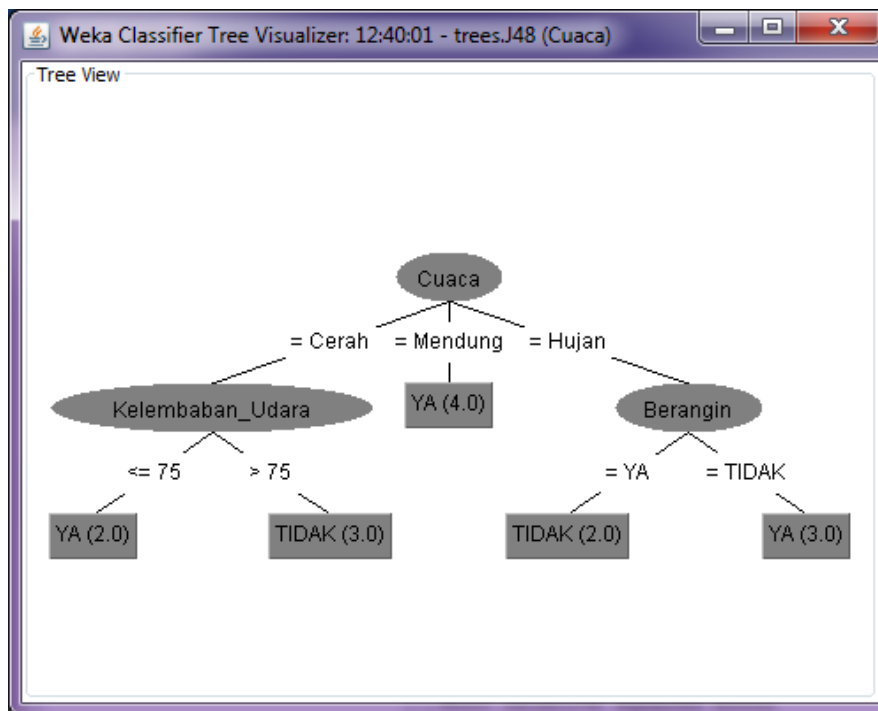 Weka Classifier Tree Visualizer: 12:40:01 - trees.J48 (Cuaca)
Tree View
Cuaca
= Cerah = Mendung = Hujan
Kelembaban_Udara YA (4.0) Berangin
<= 75 > 75 = YA = TIDAK
YA (2.0) TIDAK (3.0) TIDAK (2.0) YA (3.0)